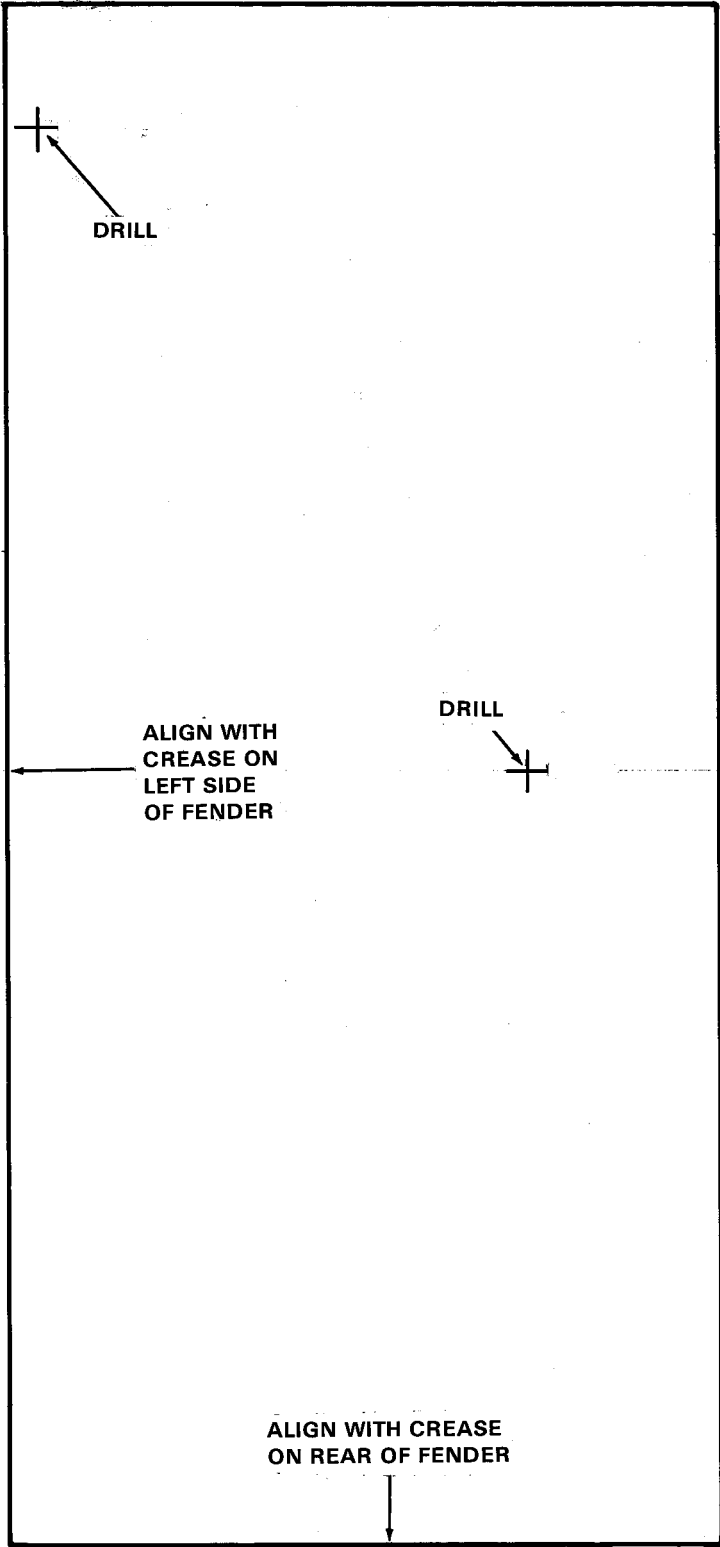 DRILL
DRILL
ALIGN WITH
CREASE ON
LEFT SIDE
OF FENDER
ALIGN WITH CREASE
ON REAR OF FENDER